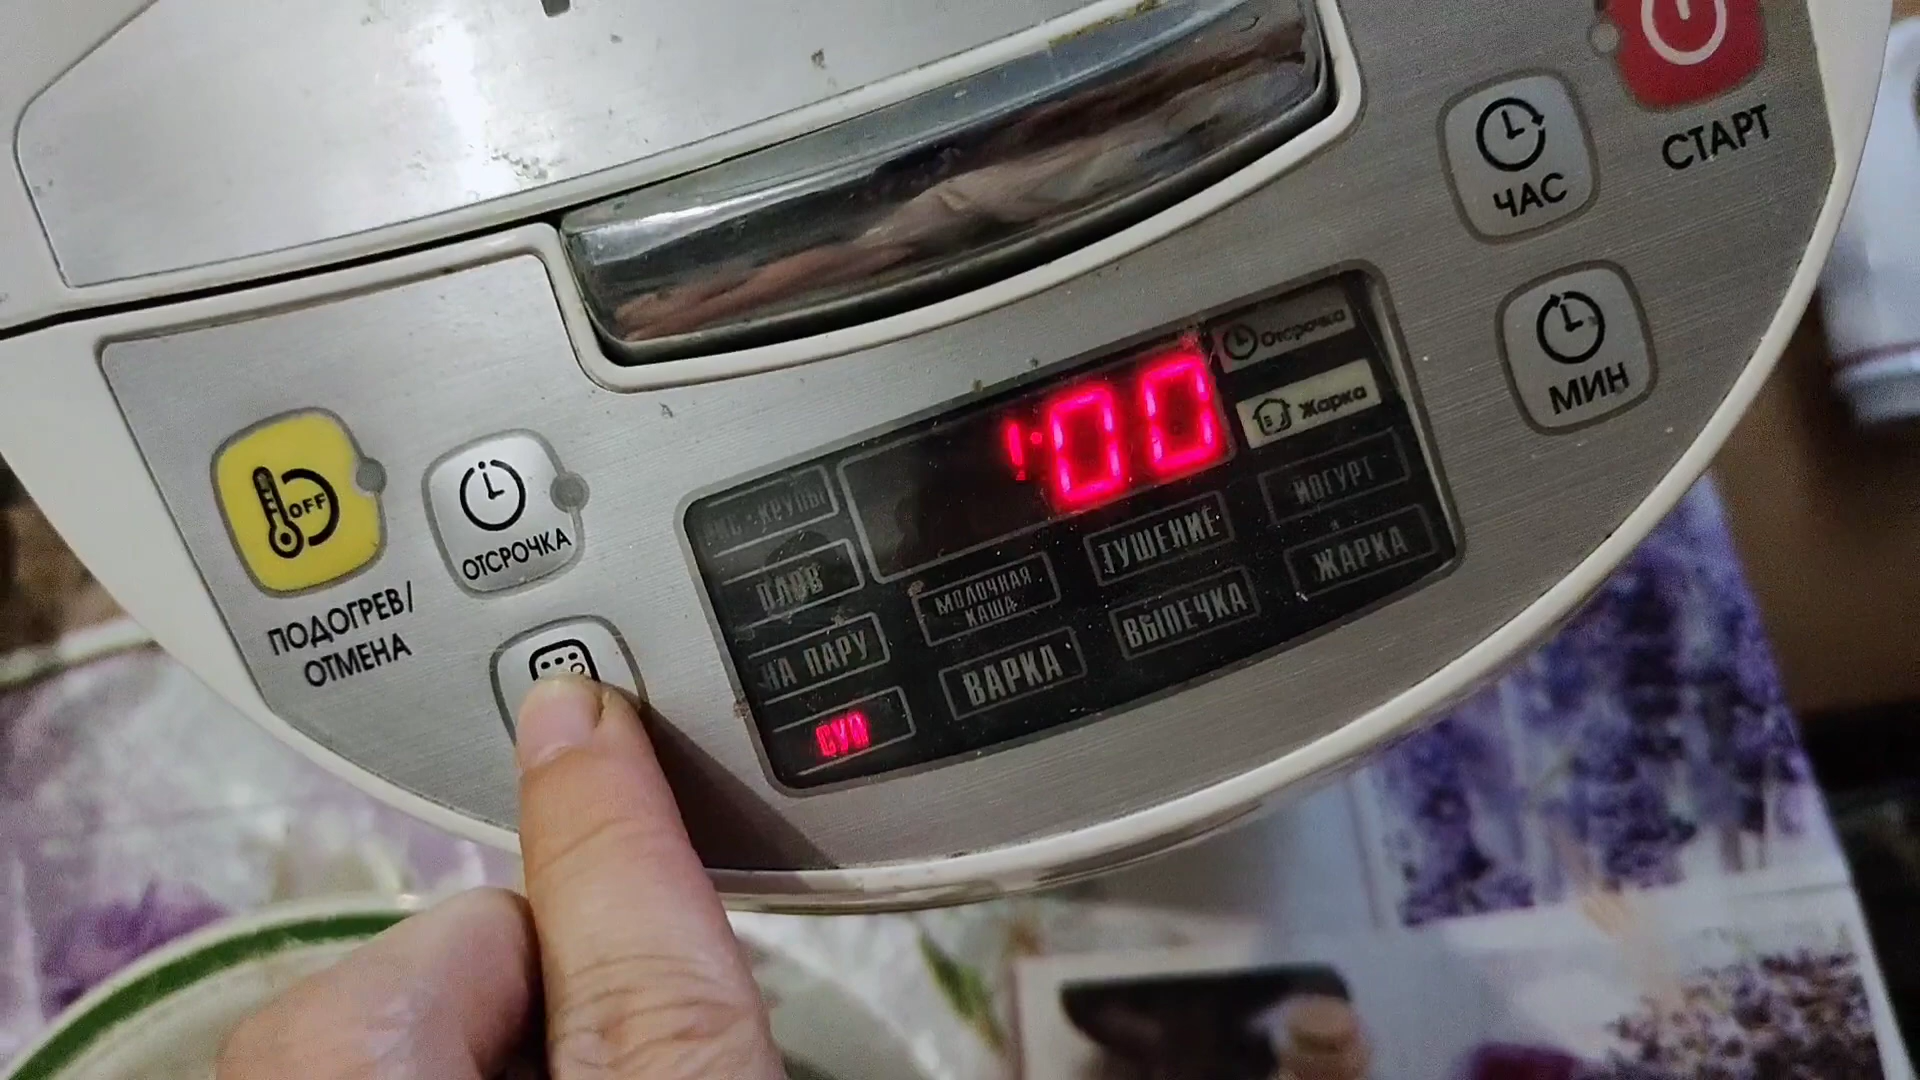 СТАРТ
ЧАС
МИН
1:00
Отсрочка
Жарка
OFF
ПОДОГРЕВ/
ОТМЕНА
ОТСРОЧКА
ПЛОВ
НА ПАРУ
СУП
МОЛОЧНАЯ
КАША
ВАРКА
ТУШЕНИЕ
ВЫПЕЧКА
ЙОГУРТ
ЖАРКА